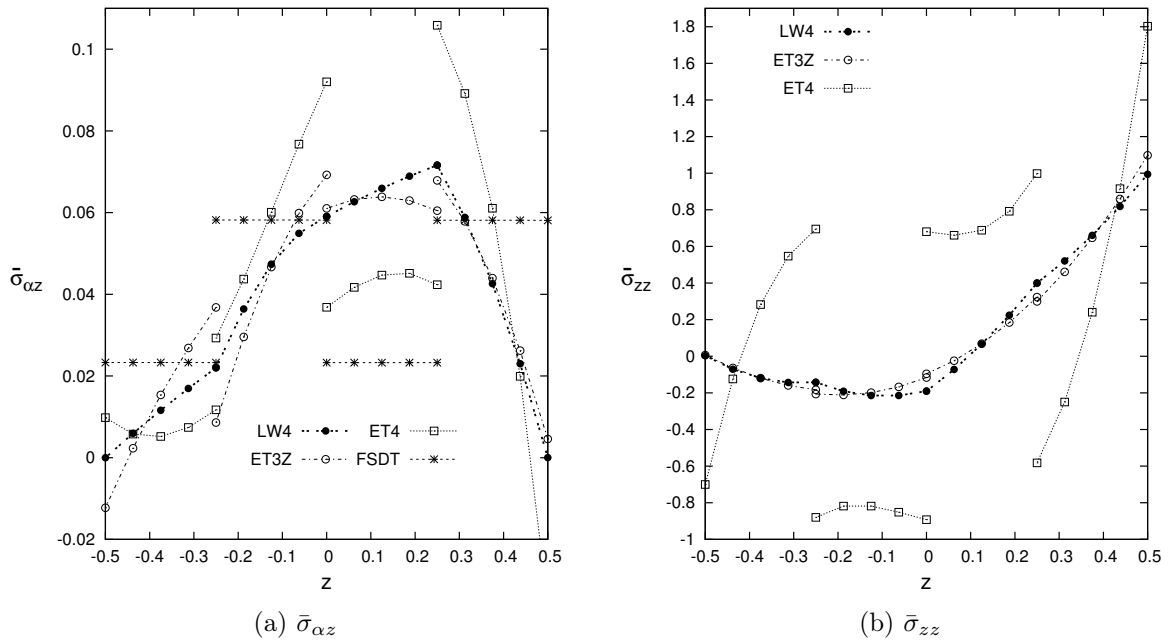 0.1
0.08
0.06
0.04
0.02
0
-0.02
σ̄αz
-0.5 -0.4 -0.3 -0.2 -0.1 0 0.1 0.2 0.3 0.4 0.5
z
LW4 ET4
ET3Z FSDT
(a) σ̄αz
1.8
1.6
1.4
1.2
1
0.8
0.6
0.4
0.2
0
-0.2
-0.4
-0.6
-0.8
-1
σ̄zz
LW4
ET3Z
ET4
-0.5 -0.4 -0.3 -0.2 -0.1 0 0.1 0.2 0.3 0.4 0.5
z
(b) σ̄zz